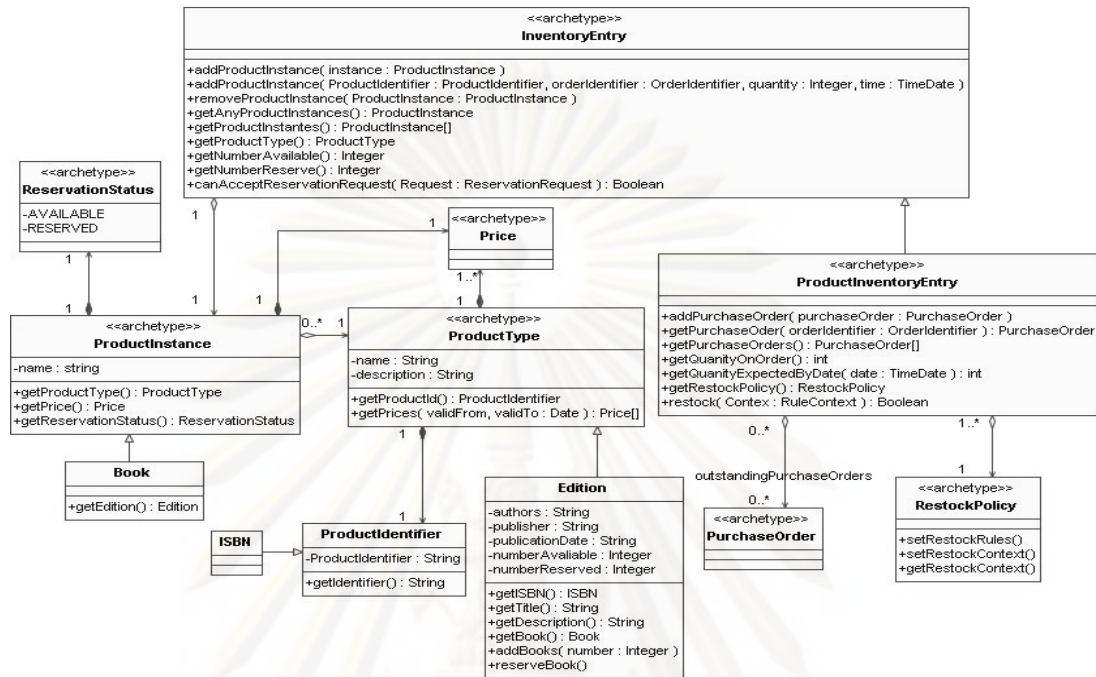 <<archetype>>
InventoryEntry
+addProductInstance( instance : ProductInstance )
+addProductInstance( ProductIdentifier : ProductIdentifier, orderIdentifier : OrderIdentifier, quantity : Integer, time : TimeDate )
+removeProductInstance( ProductInstance : ProductInstance )
+getAnyProductInstances() : ProductInstance
+getProductInstantes() : ProductInstance[]
+getProductType() : ProductType
+getNumberAvailable() : Integer
+getNumberReserve() : Integer
+canAcceptReservationRequest( Request : ReservationRequest ) : Boolean
<<archetype>>
ReservationStatus
-AVAILABLE
-RESERVED
1
1
1
1
1
1
<<archetype>>
Price
1..*
1
<<archetype>>
ProductInstance
-name : string
+getProductType() : ProductType
+getPrice() : Price
+getReservationStatus() : ReservationStatus
0..*
1
<<archetype>>
ProductType
-name : String
-description : String
+getProductId() : ProductIdentifier
+getPrices( validFrom, validTo : Date ) : Price[]
<<archetype>>
ProductInventoryEntry
+addPurchaseOrder( purchaseOrder : PurchaseOrder )
+getPurchaseOder( orderIdentifier : OrderIdentifier ) : PurchaseOrder
+getPurchaseOrders() : PurchaseOrder[]
+getQuanityOnOrder() : int
+getQuanityExpectedByDate( date : TimeDate ) : int
+getRestockPolicy() : RestockPolicy
+restock( Contex : RuleContext ) : Boolean
0..*
outstandingPurchaseOrders
0..*
1..*
1
Book
+getEdition() : Edition
ISBN
1
1
ProductIdentifier
-ProductIdentifier : String
+getIdentifier() : String
Edition
-authors : String
-publisher : String
-publicationDate : String
-numberAvaliable : Integer
-numberReserved : Integer
+getISBN() : ISBN
+getTitle() : String
+getDescription() : String
+getBook() : Book
+addBooks( number : Integer )
+reserveBook()
<<archetype>>
PurchaseOrder
<<archetype>>
RestockPolicy
+setRestockRules()
+setRestockContext()
+getRestockContext()